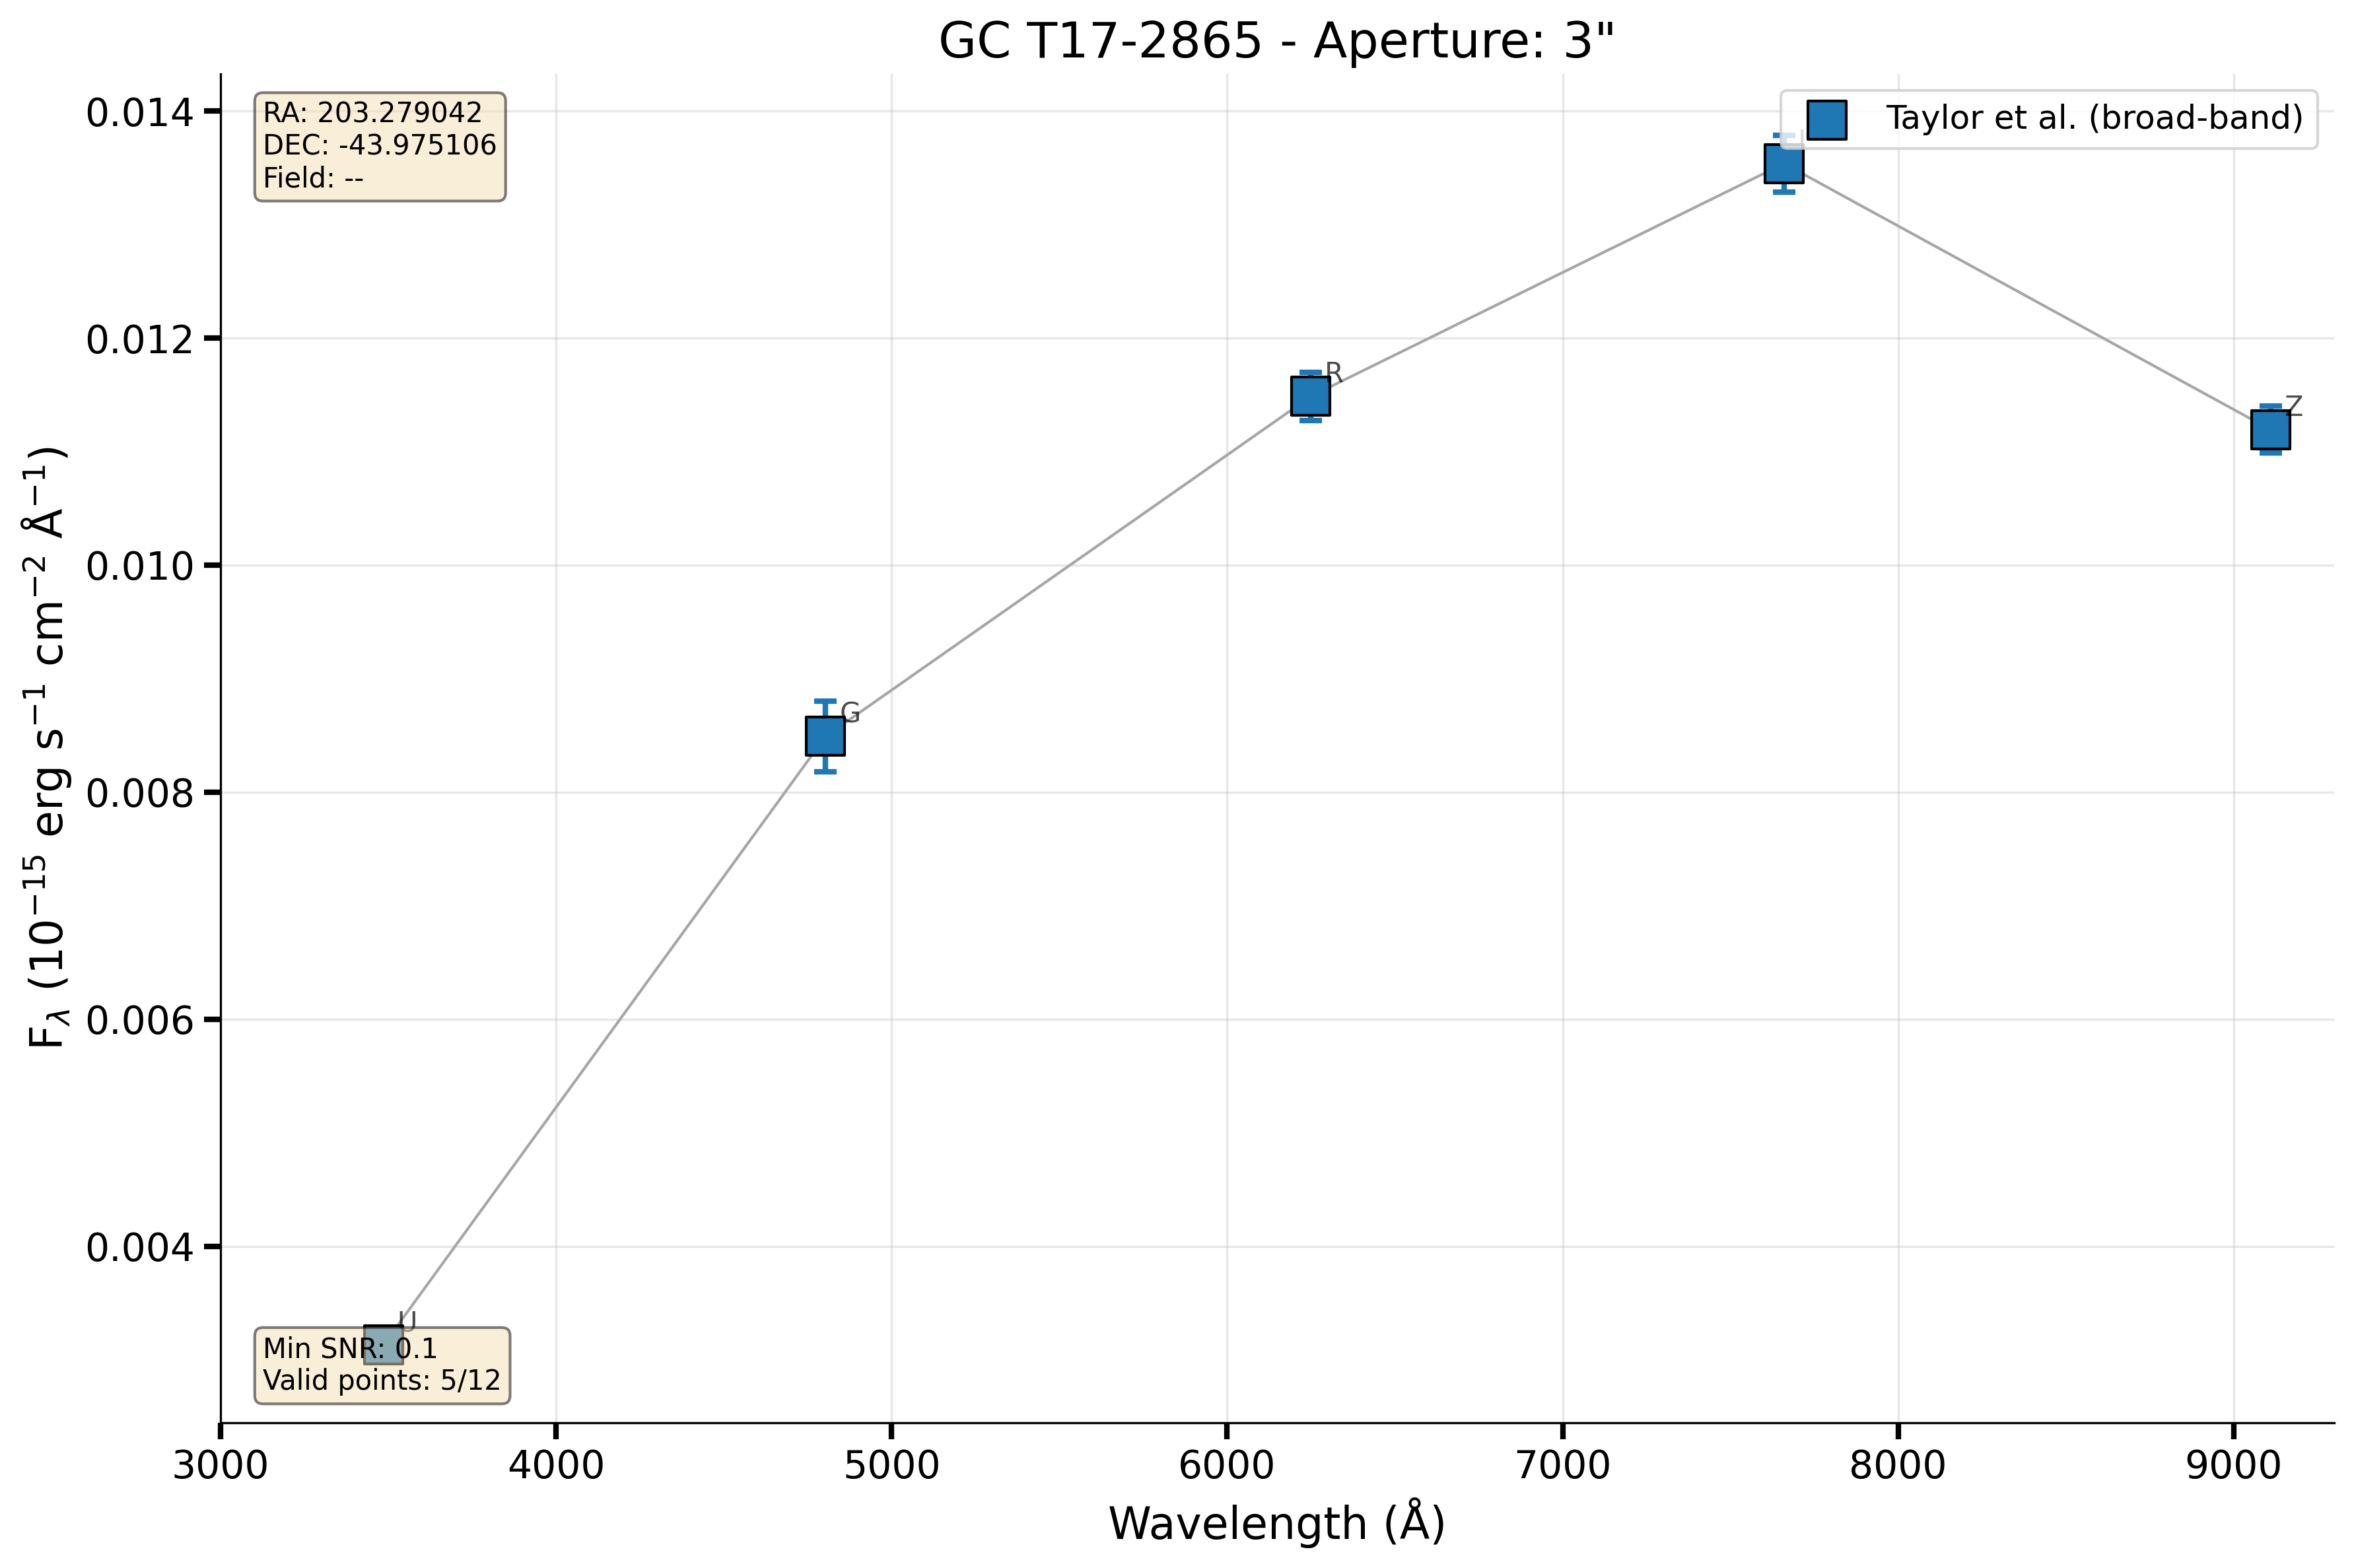 GC T17-2865 - Aperture: 3"
RA: 203.279042
DEC: -43.975106
Field: --
Taylor et al. (broad-band)
0.014
0.012
0.010
0.008
0.006
0.004
F_λ (10⁻¹⁵ erg s⁻¹ cm⁻² Å⁻¹)
U
G
R
I
Z
Min SNR: 0.1
Valid points: 5/12
3000 4000 5000 6000 7000 8000 9000
Wavelength (Å)